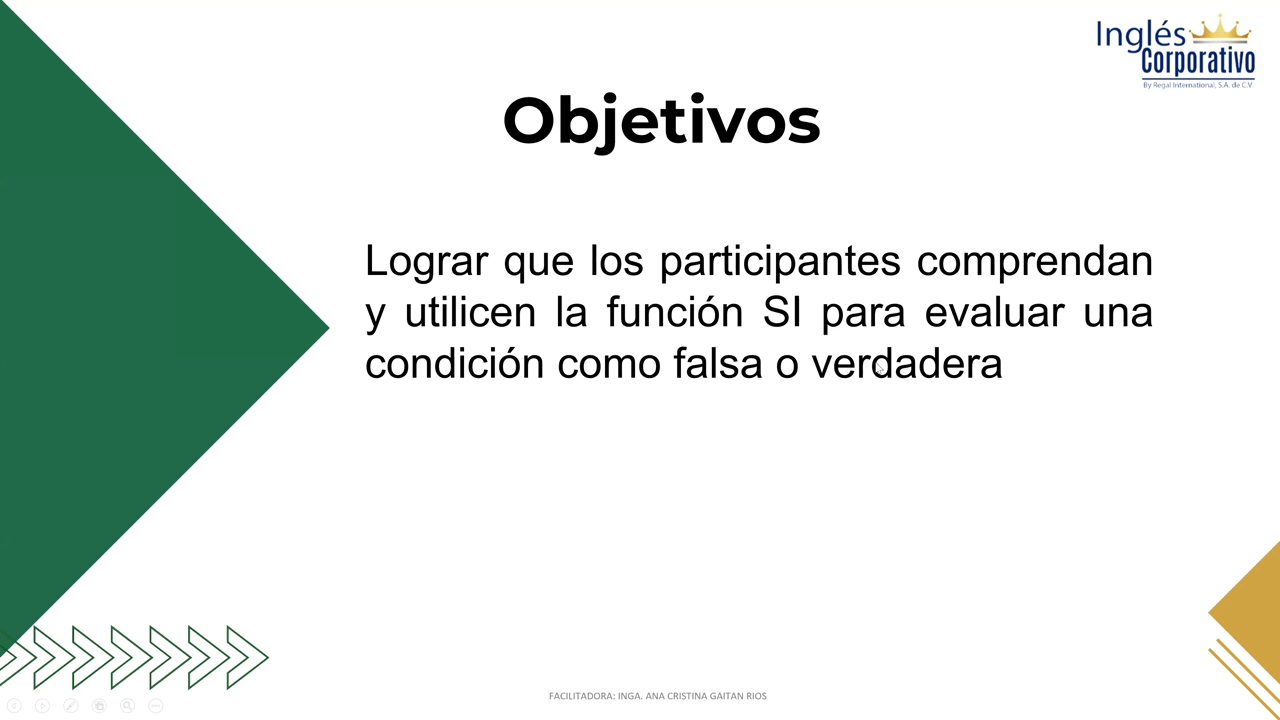 Inglés
Corporativo
By Regal International, S.A. de C.V.
Objetivos
Lograr que los participantes comprendan
y utilicen la función SI para evaluar una
condición como falsa o verdadera
FACILITADORA: INGA. ANA CRISTINA GAITAN RIOS